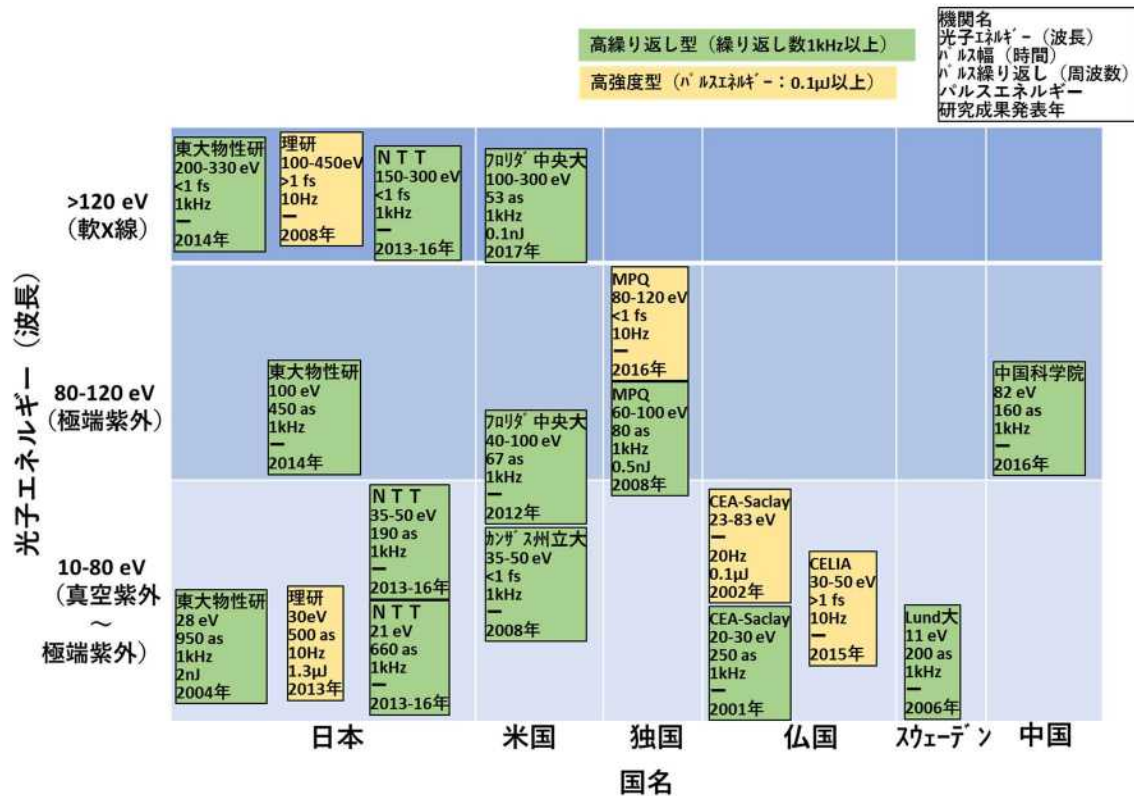 高繰り返し型（繰り返し数1kHz以上）
高強度型（ﾊﾟﾙｽｴﾈﾙｷﾞｰ：0.1μJ以上）
機関名
光子ｴﾈﾙｷﾞｰ（波長）
ﾊﾟﾙｽ幅（時間）
ﾊﾟﾙｽ繰り返し（周波数）
パルスエネルギー
研究成果発表年
光子エネルギー（波長）
>120 eV
（軟X線）
東大物性研
200-330 eV
<1 fs
1kHz
ー
2014年
理研
100-450eV
>1 fs
10Hz
ー
2008年
ＮＴＴ
150-300 eV
<1 fs
1kHz
ー
2013-16年
ﾌﾛﾘﾀﾞ中央大
100-300 eV
53 as
1kHz
0.1nJ
2017年
80-120 eV
（極端紫外）
東大物性研
100 eV
450 as
1kHz
ー
2014年
ﾌﾛﾘﾀﾞ中央大
40-100 eV
67 as
1kHz
ー
2012年
MPQ
80-120 eV
<1 fs
10Hz
ー
2016年
MPQ
60-100 eV
80 as
1kHz
0.5nJ
2008年
中国科学院
82 eV
160 as
1kHz
ー
2016年
10-80 eV
（真空紫外
～
極端紫外）
東大物性研
28 eV
950 as
1kHz
2nJ
2004年
理研
30eV
500 as
10Hz
1.3μJ
2013年
ＮＴＴ
35-50 eV
190 as
1kHz
ー
2013-16年
ＮＴＴ
21 eV
660 as
1kHz
ー
2013-16年
ｶﾝｻﾞｽ州立大
35-50 eV
<1 fs
1kHz
ー
2008年
CEA-Saclay
23-83 eV
ー
20Hz
0.1μJ
2002年
CEA-Saclay
20-30 eV
250 as
1kHz
ー
2001年
CELIA
30-50 eV
>1 fs
10Hz
ー
2015年
Lund大
11 eV
200 as
1kHz
ー
2006年
日本
米国
独国
仏国
ｽｳｪｰﾃﾞﾝ
中国
国名